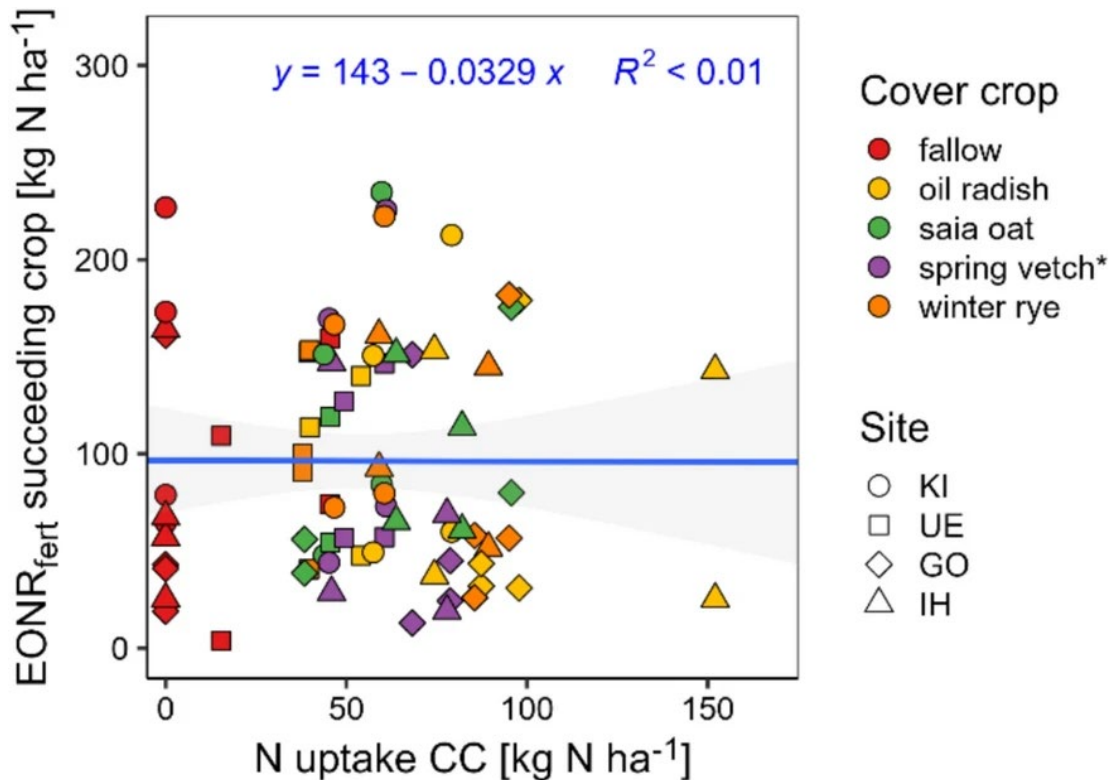 y = 143 − 0.0329 x R² < 0.01
EONR_fert succeeding crop [kg N ha⁻¹]
300
200
100
0
0 50 100 150
N uptake CC [kg N ha⁻¹]
Cover crop
fallow
oil radish
saia oat
spring vetch*
winter rye
Site
KI
UE
GO
IH